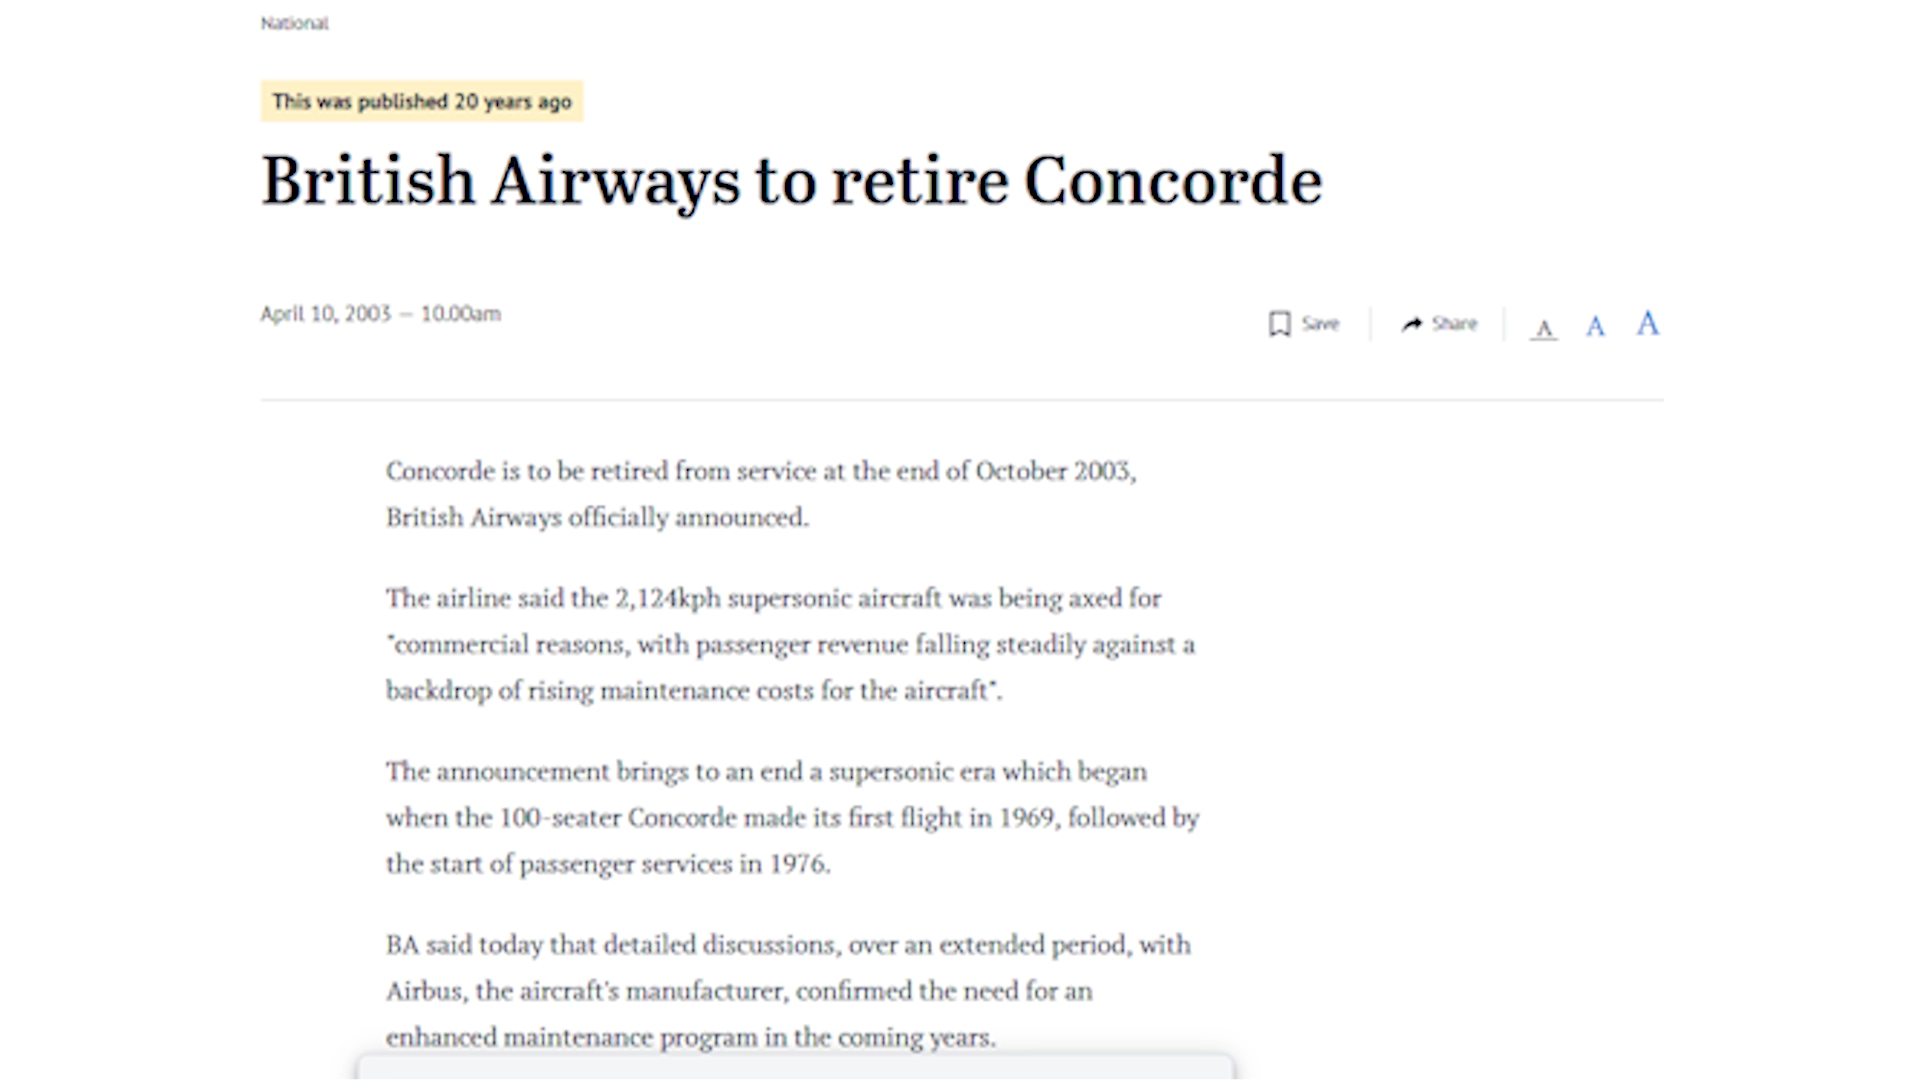 National
This was published 20 years ago
British Airways to retire Concorde
April 10, 2003 — 10.00am
Save
Share
A A A
Concorde is to be retired from service at the end of October 2003,
British Airways officially announced.
The airline said the 2,124kph supersonic aircraft was being axed for
"commercial reasons, with passenger revenue falling steadily against a
backdrop of rising maintenance costs for the aircraft".
The announcement brings to an end a supersonic era which began
when the 100-seater Concorde made its first flight in 1969, followed by
the start of passenger services in 1976.
BA said today that detailed discussions, over an extended period, with
Airbus, the aircraft's manufacturer, confirmed the need for an
enhanced maintenance program in the coming years.